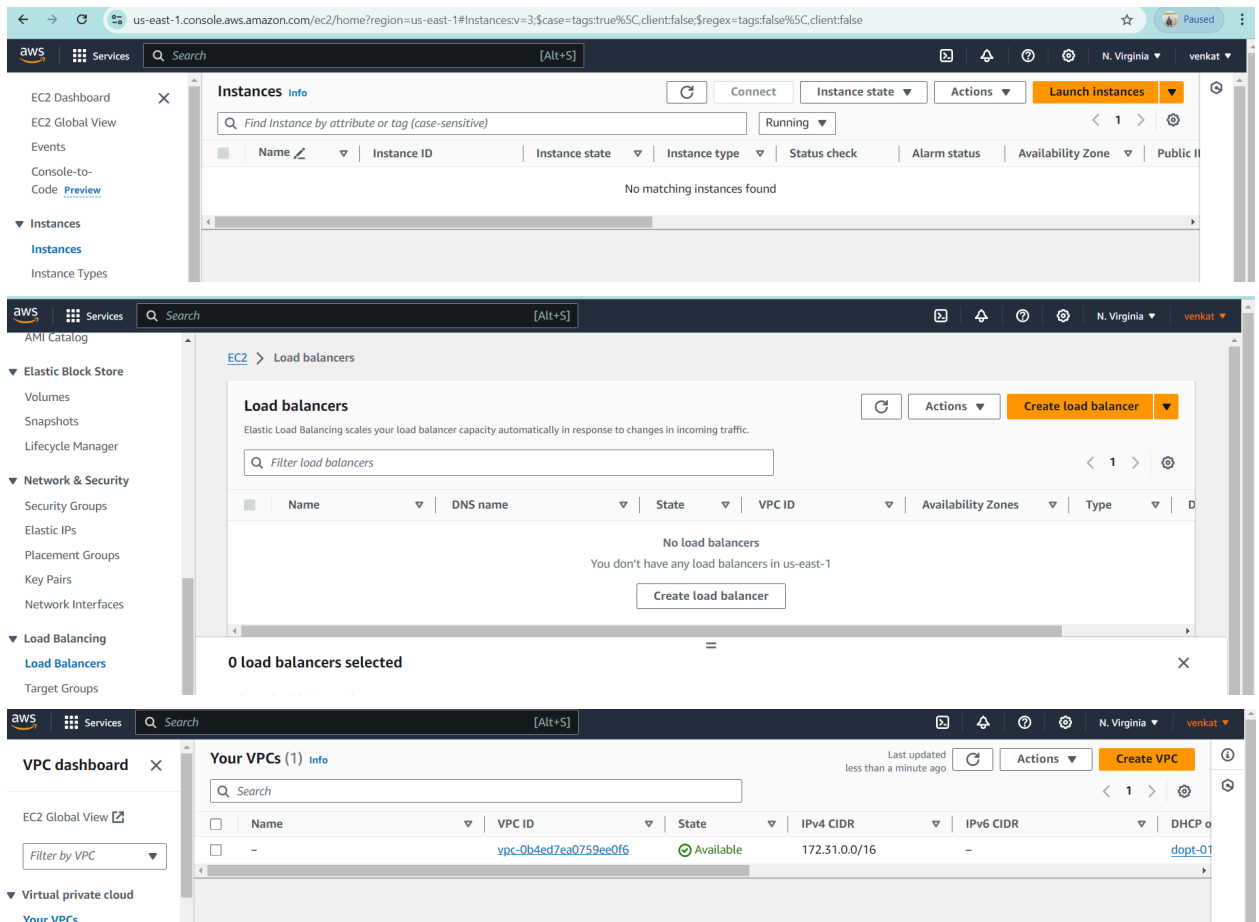 us-east-1.console.aws.amazon.com/ec2/home?region=us-east-1#Instances:v=3;$case=tags:true%5C,client:false;$regex=tags:false%5C,client:false
Paused
aws Services Search [Alt+S] N. Virginia venkat
EC2 Dashboard
EC2 Global View
Events
Console-to-
Code Preview
Instances
Instances
Instance Types
Instances Info Connect Instance state Actions Launch instances
Find Instance by attribute or tag (case-sensitive) Running 1
Name Instance ID Instance state Instance type Status check Alarm status Availability Zone Public I
No matching instances found
aws Services Search [Alt+S] N. Virginia venkat
AMI Catalog
Elastic Block Store
Volumes
Snapshots
Lifecycle Manager
Network & Security
Security Groups
Elastic IPs
Placement Groups
Key Pairs
Network Interfaces
Load Balancing
Load Balancers
Target Groups
EC2 > Load balancers
Load balancers Actions Create load balancer
Elastic Load Balancing scales your load balancer capacity automatically in response to changes in incoming traffic.
Filter load balancers 1
Name DNS name State VPC ID Availability Zones Type D
No load balancers
You don't have any load balancers in us-east-1
Create load balancer
0 load balancers selected
aws Services Search [Alt+S] N. Virginia venkat
VPC dashboard
EC2 Global View
Filter by VPC
Virtual private cloud
Your VPCs
Your VPCs (1) Info Last updated
less than a minute ago Actions Create VPC
Search 1
Name VPC ID State IPv4 CIDR IPv6 CIDR DHCP o
– vpc-0b4ed7ea0759ee0f6 Available 172.31.0.0/16 – dopt-01